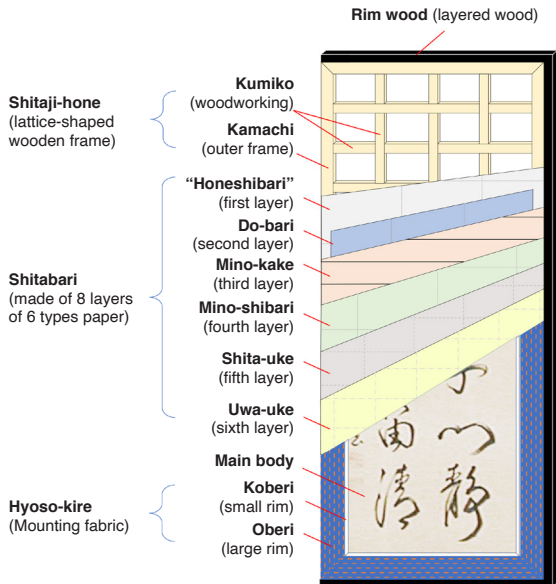 Rim wood (layered wood)
Shitaji-hone
(lattice-shaped
wooden frame)
Kumiko
(woodworking)
Kamachi
(outer frame)
Shitabari
(made of 8 layers
of 6 types paper)
“Honeshibari”
(first layer)
Do-bari
(second layer)
Mino-kake
(third layer)
Mino-shibari
(fourth layer)
Shita-uke
(fifth layer)
Uwa-uke
(sixth layer)
Main body
Hyoso-kire
(Mounting fabric)
Koberi
(small rim)
Oberi
(large rim)
心静
清